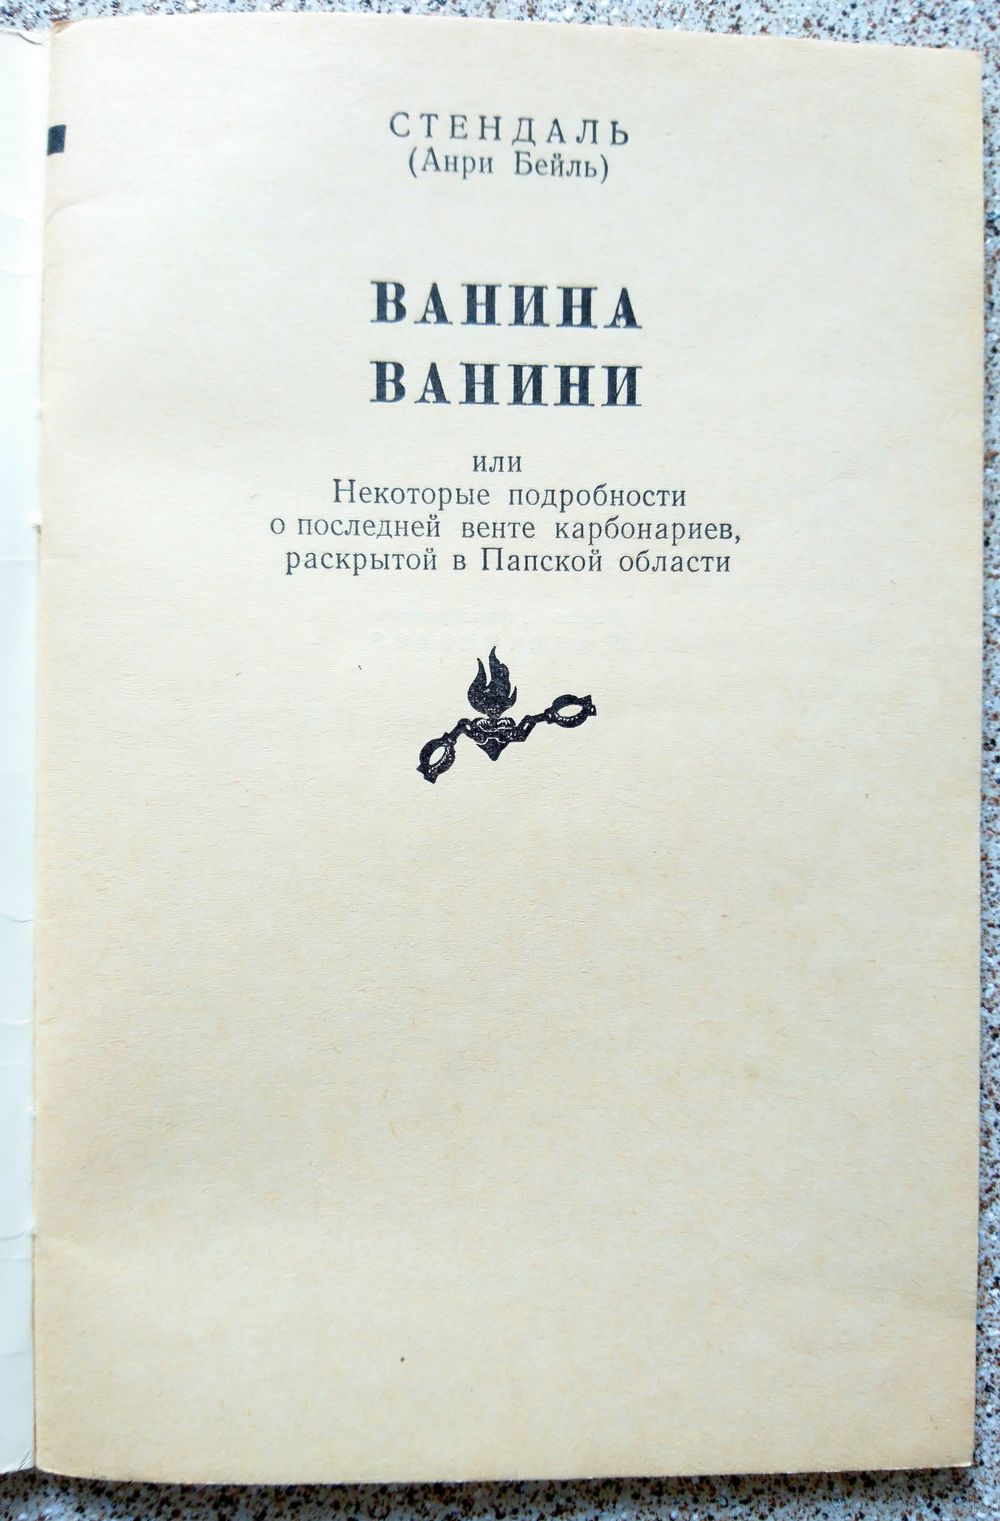 СТЕНДАЛЬ
(Анри Бейль)
ВАНИНА
ВАНИНИ
или
Некоторые подробности
о последней венте карбонариев,
раскрытой в Папской области